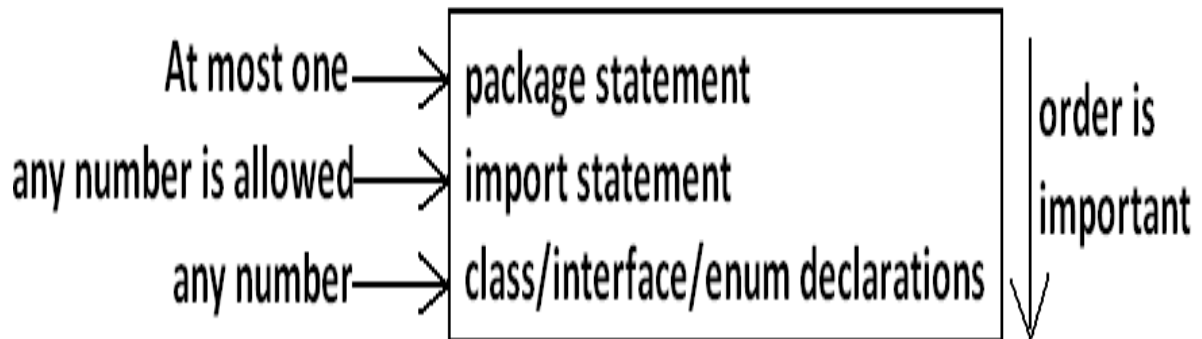 At most one
package statement
any number is allowed
import statement
any number
class/interface/enum declarations
order is
important